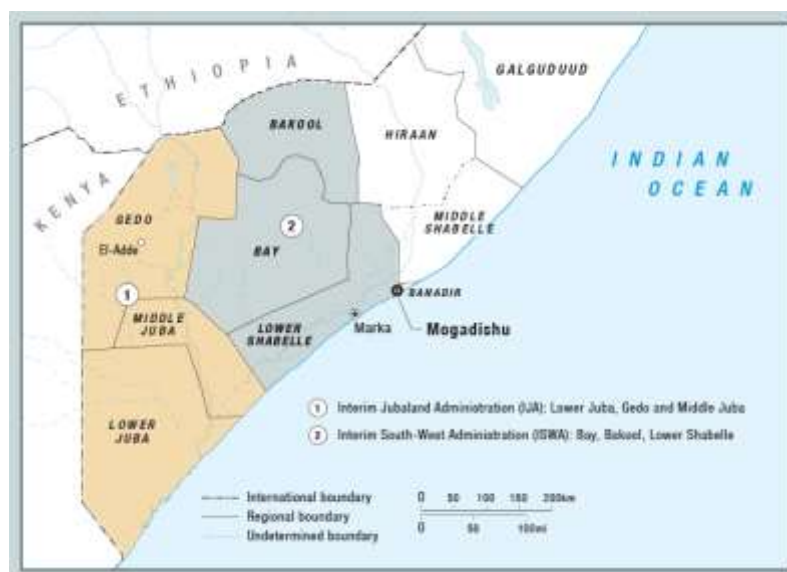 ETHIOPIA
GALGUDUUD
BAKOOL
HIRAAN
INDIAN
OCEAN
KENYA
GEDO
MIDDLE
SHABELLE
El-Adde
2
BAY
1
BANADIR
MIDDLE
JUBA
LOWER
SHABELLE
Marka
Mogadishu
LOWER
JUBA
1 Interim Jubaland Administration (IJA): Lower Juba, Gedo and Middle Juba
2 Interim South-West Administration (ISWA): Bay, Bakool, Lower Shabelle
International boundary
Regional boundary
Undetermined boundary
0 50 100 150 200km
0 50 100mi